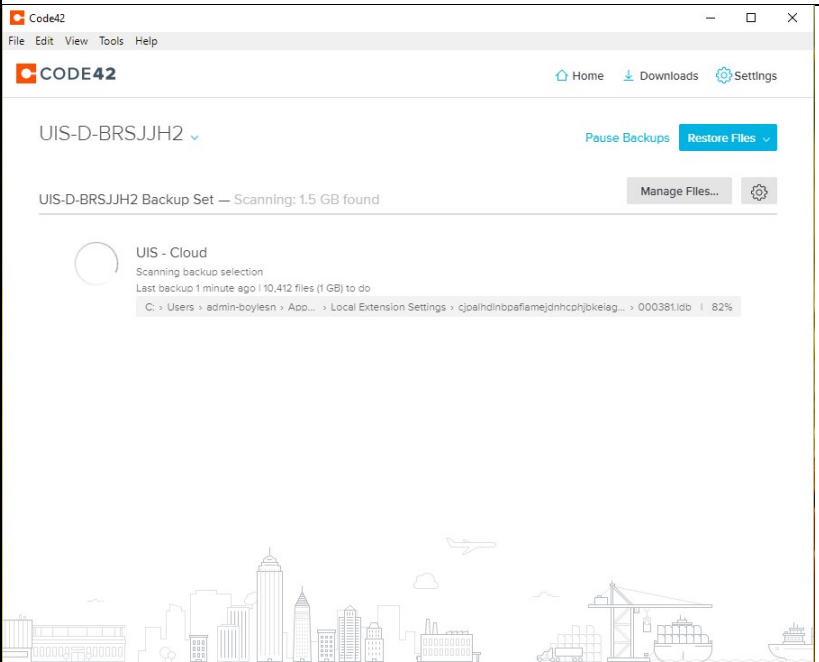 Code42
File Edit View Tools Help
CODE42
Home Downloads Settings
UIS-D-BRSJJH2
Pause Backups Restore Files
UIS-D-BRSJJH2 Backup Set — Scanning: 1.5 GB found
Manage Files...
UIS - Cloud
Scanning backup selection
Last backup 1 minute ago | 10,412 files (1 GB) to do
C: › Users › admin-boylesn › App... › Local Extension Settings › cjpalhdlnbpafiamejdnhcphjbkeiag... › 000381.ldb | 82%